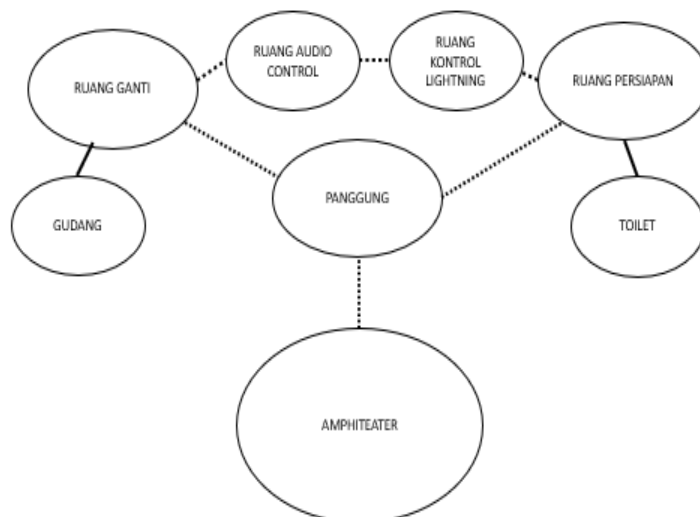 RUANG GANTI
RUANG AUDIO
CONTROL
RUANG
KONTROL
LIGHTNING
RUANG PERSIAPAN
PANGGUNG
GUDANG
TOILET
AMPHITEATER